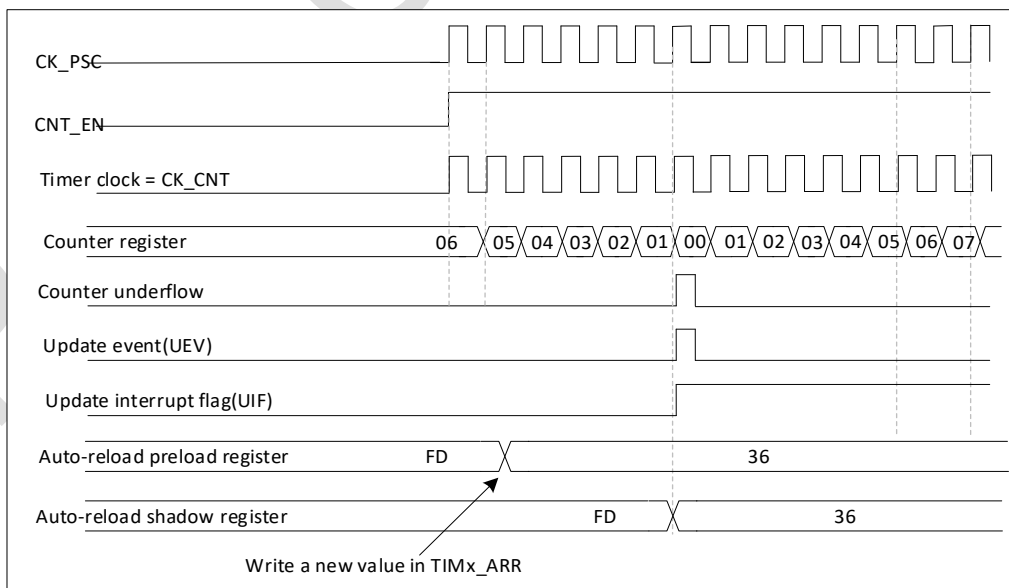 CK_PSC
CNT_EN
Timer clock = CK_CNT
Counter register 06 05 04 03 02 01 00 01 02 03 04 05 06 07
Counter underflow
Update event(UEV)
Update interrupt flag(UIF)
Auto-reload preload register FD 36
Auto-reload shadow register FD 36
Write a new value in TIMx_ARR